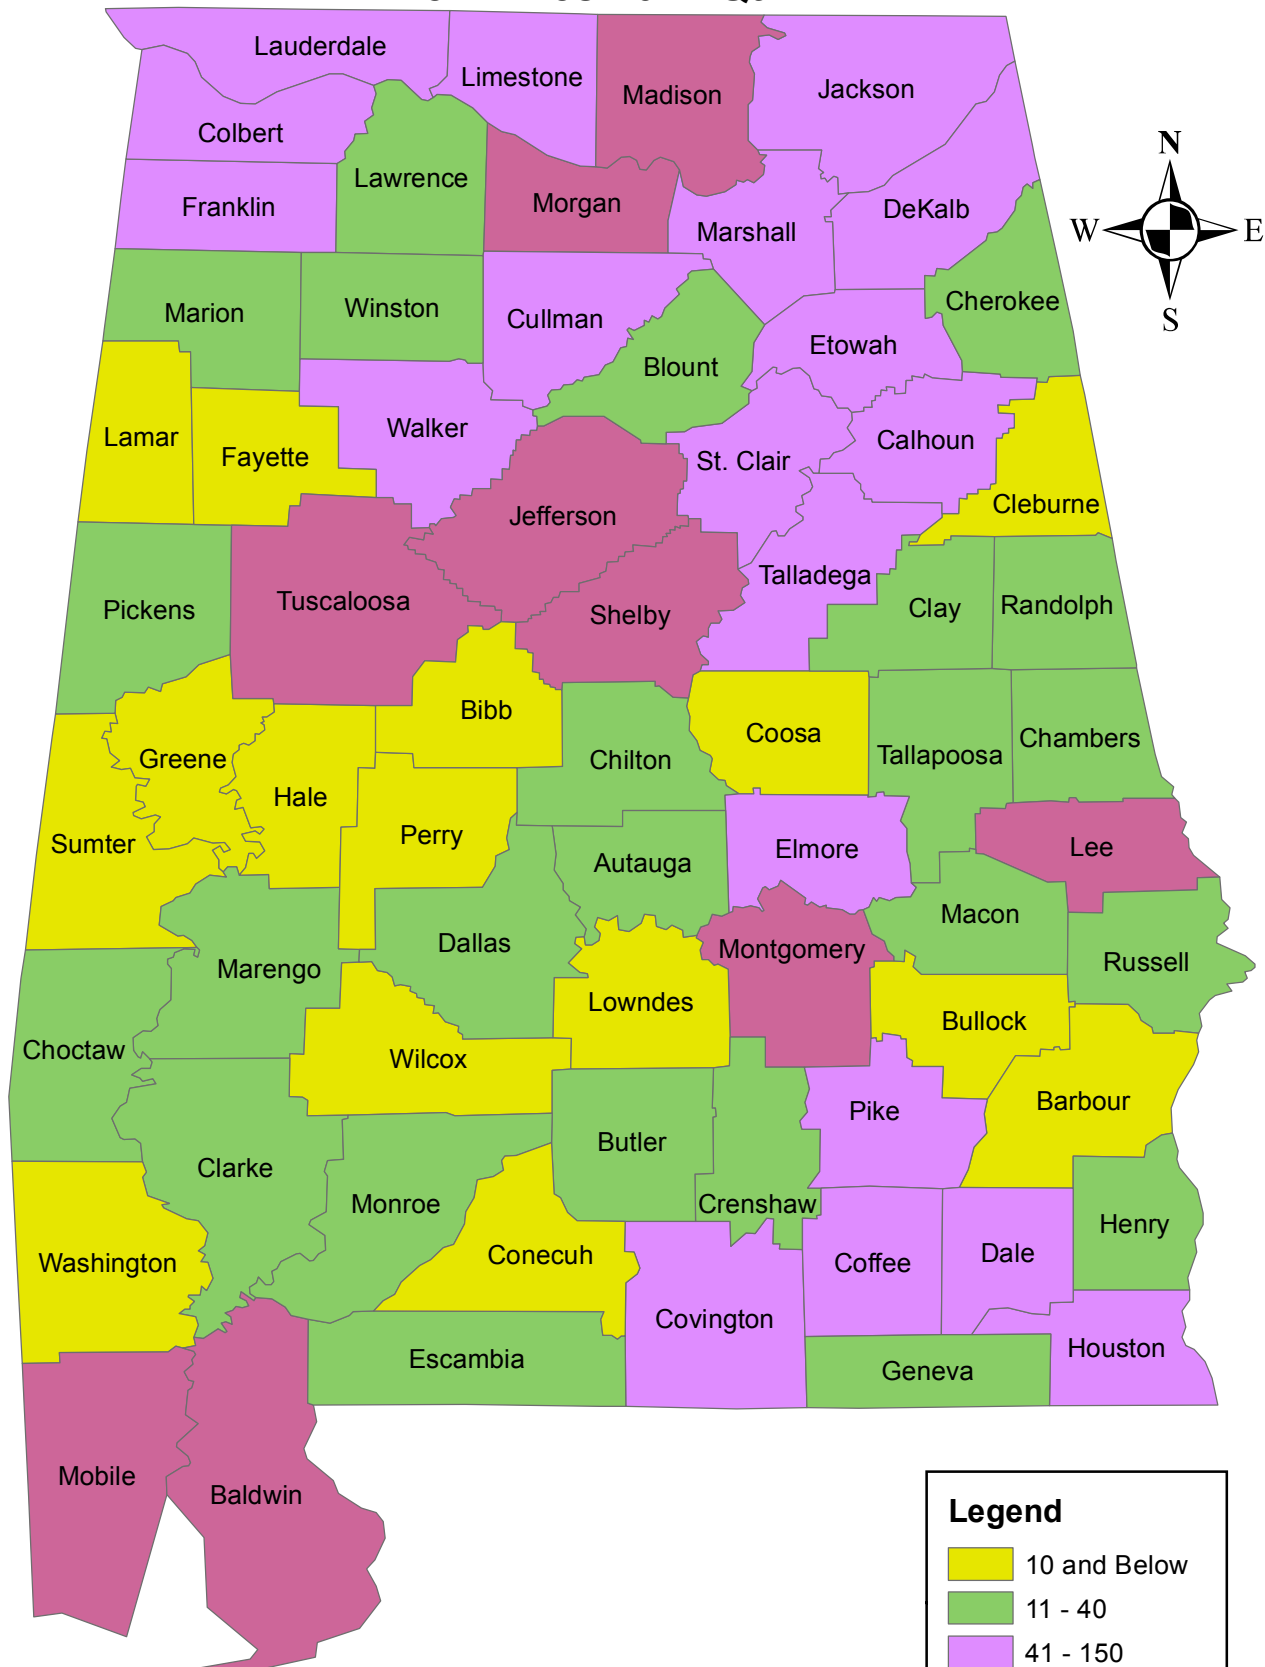 Lauderdale
Limestone
Madison
Jackson
Colbert
Lawrence
Franklin
Morgan
Marshall
DeKalb
N
W
E
S
Marion
Winston
Cullman
Blount
Etowah
Cherokee
Lamar
Fayette
Walker
St. Clair
Calhoun
Cleburne
Jefferson
Talladega
Pickens
Tuscaloosa
Shelby
Clay
Randolph
Greene
Bibb
Coosa
Chilton
Tallapoosa
Chambers
Sumter
Hale
Perry
Autauga
Elmore
Lee
Marengo
Dallas
Montgomery
Macon
Russell
Choctaw
Lowndes
Bullock
Wilcox
Barbour
Pike
Butler
Clarke
Monroe
Crenshaw
Henry
Washington
Conecuh
Coffee
Dale
Covington
Escambia
Geneva
Houston
Mobile
Baldwin
Legend
10 and Below
11 - 40
41 - 150